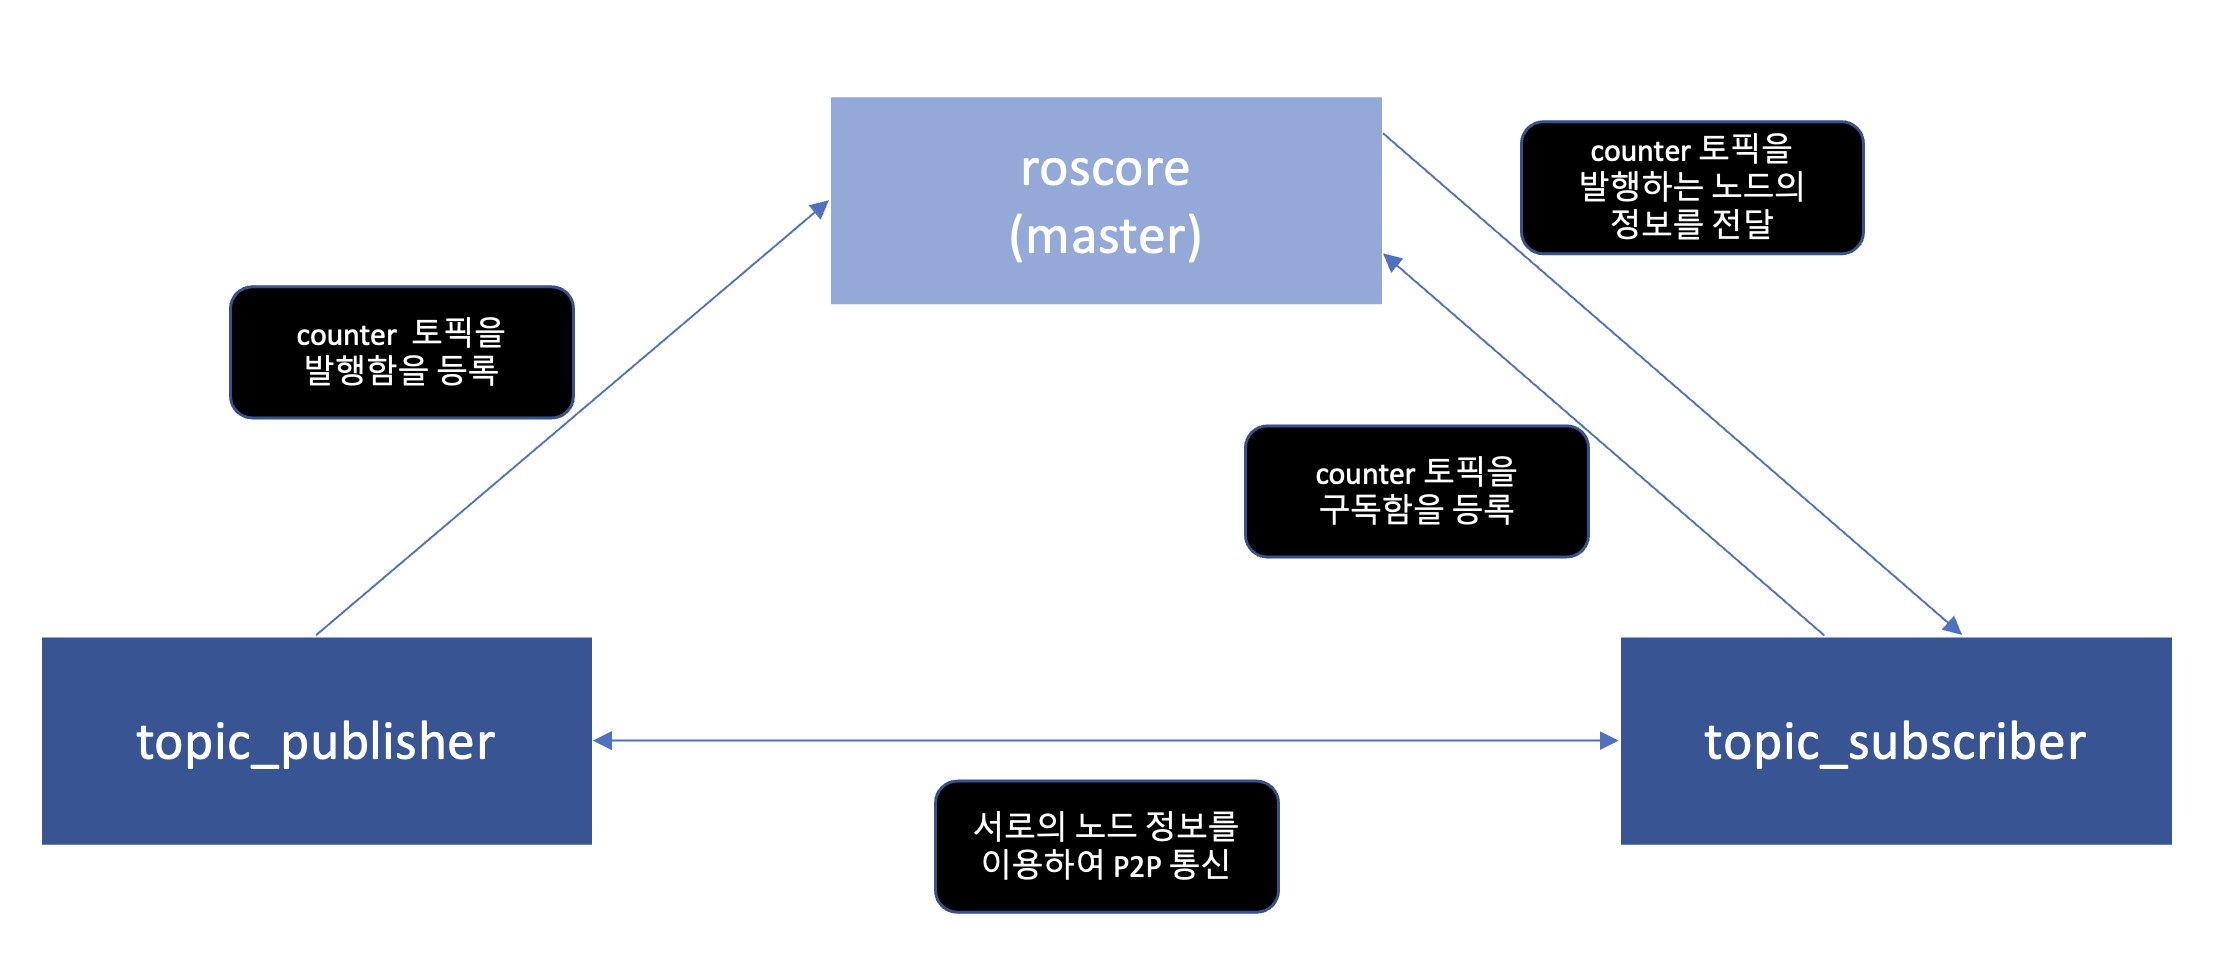 roscore
(master)
counter 토픽을
발행하는 노드의
정보를 전달
counter 토픽을
발행함을 등록
counter 토픽을
구독함을 등록
topic_publisher
topic_subscriber
서로의 노드 정보를
이용하여 P2P 통신